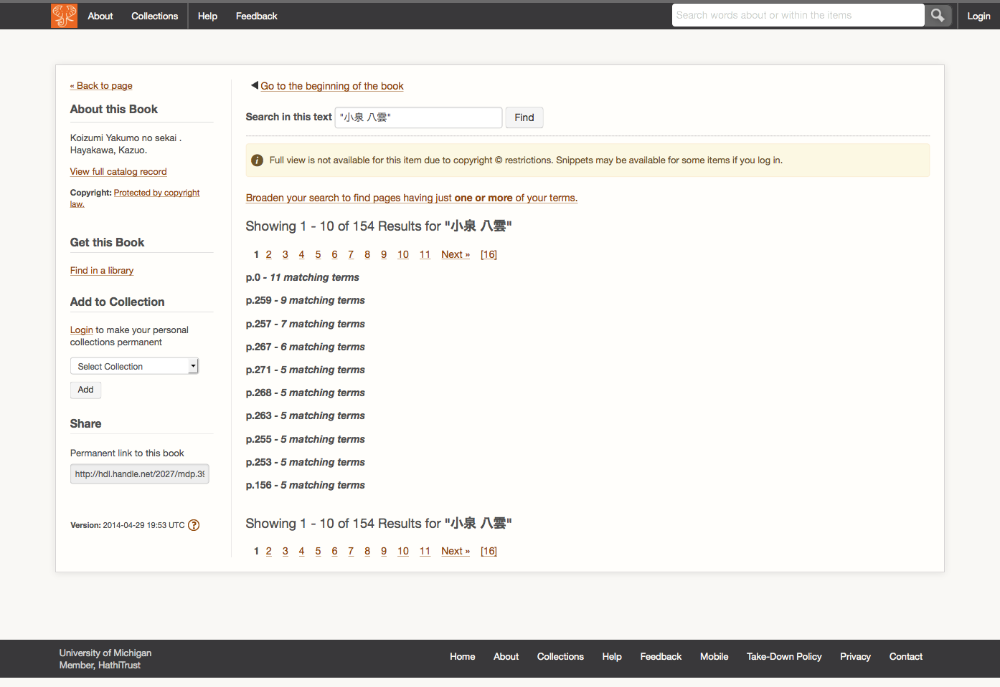 About Collections Help Feedback Search words about or within the items Login
« Back to page
About this Book
Koizumi Yakumo no sekai .
Hayakawa, Kazuo.
View full catalog record
Copyright: Protected by copyright
law.
Get this Book
Find in a library
Add to Collection
Login to make your personal
collections permanent
Select Collection
Add
Share
Permanent link to this book
http://hdl.handle.net/2027/mdp.39
Version: 2014-04-29 19:53 UTC ?
Go to the beginning of the book
Search in this text "小泉 八雲" Find
i Full view is not available for this item due to copyright © restrictions. Snippets may be available for some items if you log in.
Broaden your search to find pages having just one or more of your terms.
Showing 1 - 10 of 154 Results for "小泉 八雲"
1 2 3 4 5 6 7 8 9 10 11 Next » [16]
p.0 - 11 matching terms
p.259 - 9 matching terms
p.257 - 7 matching terms
p.267 - 6 matching terms
p.271 - 5 matching terms
p.268 - 5 matching terms
p.263 - 5 matching terms
p.255 - 5 matching terms
p.253 - 5 matching terms
p.156 - 5 matching terms
Showing 1 - 10 of 154 Results for "小泉 八雲"
1 2 3 4 5 6 7 8 9 10 11 Next » [16]
University of Michigan
Member, HathiTrust
Home About Collections Help Feedback Mobile Take-Down Policy Privacy Contact